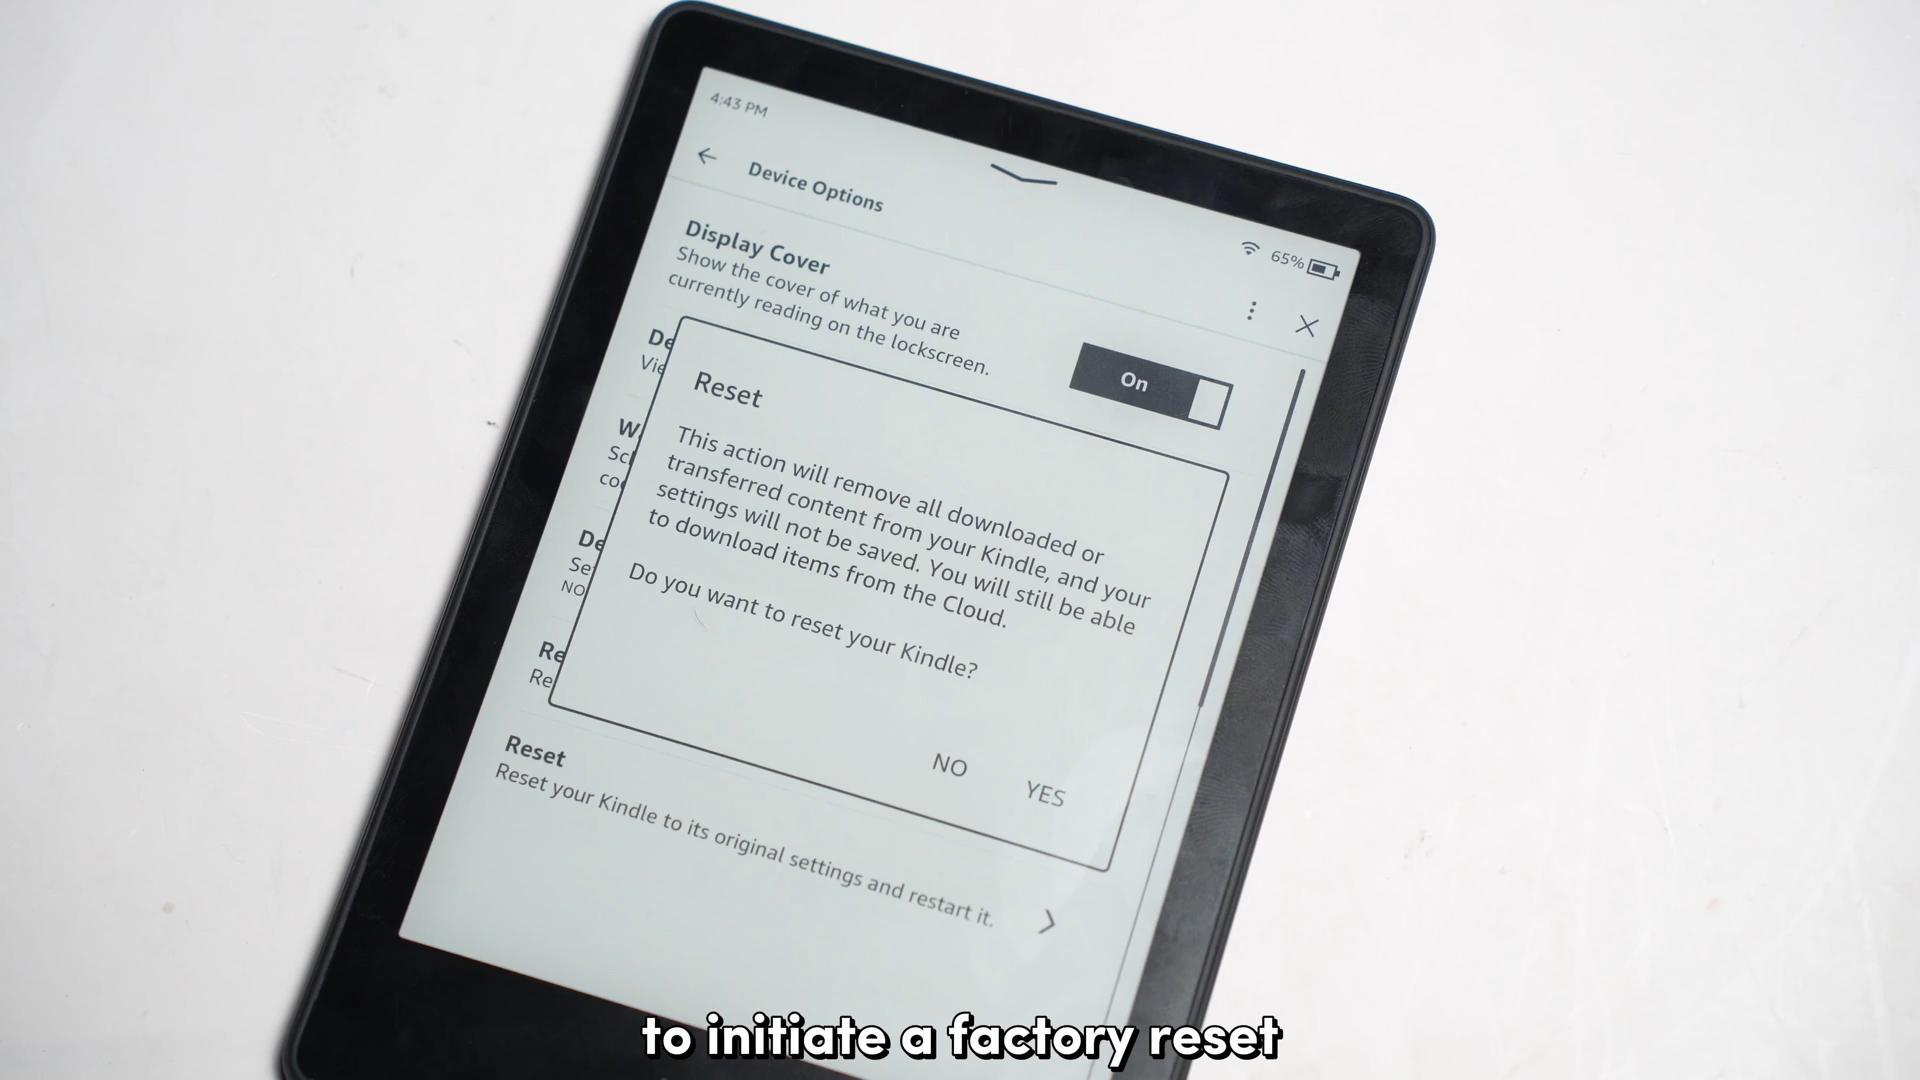 4:43 PM
65%
Device Options
Display Cover
Show the cover of what you are
currently reading on the lockscreen.
On
Reset
This action will remove all downloaded or
transferred content from your Kindle, and your
settings will not be saved. You will still be able
to download items from the Cloud.
Do you want to reset your Kindle?
NO
YES
Reset
Reset your Kindle to its original settings and restart it.
to initiate a factory reset